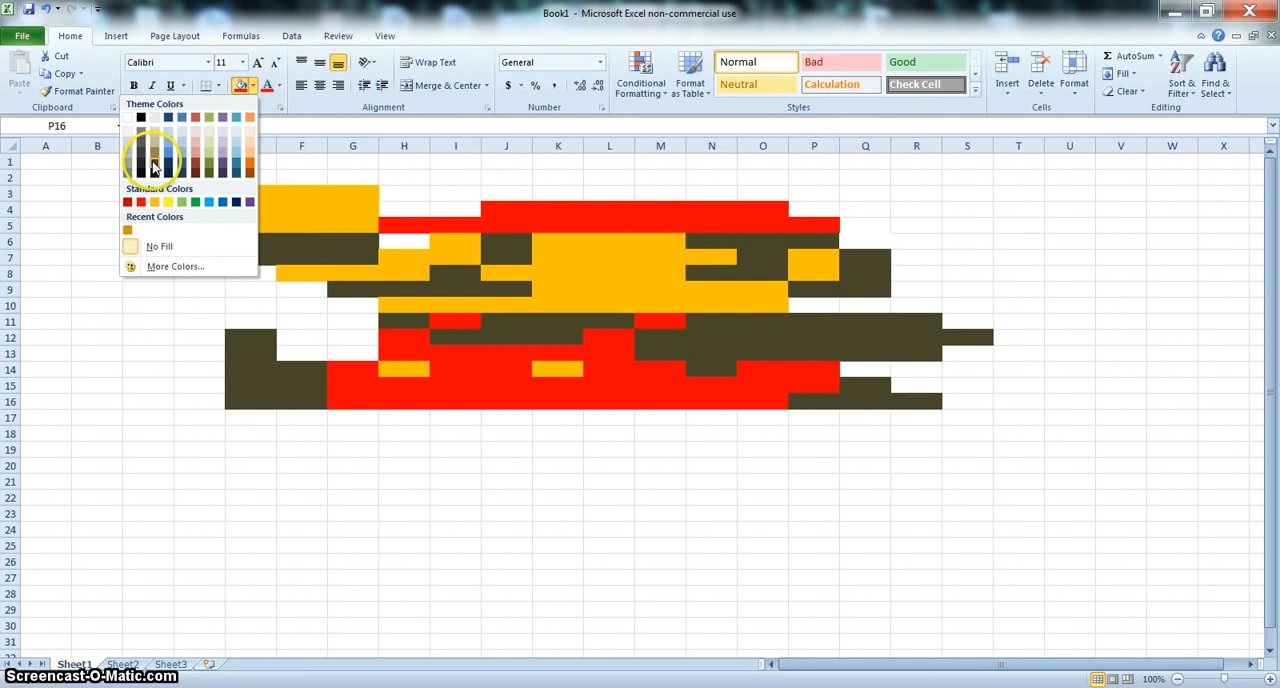 Book1 - Microsoft Excel non-commercial use
File Home Insert Page Layout Formulas Data Review View
Paste Cut Copy Format Painter Clipboard
Calibri 11 A A B I U A
Wrap Text Merge & Center Alignment
General $ % , Number
Conditional Formatting Format as Table
Normal Bad Good Neutral Calculation Check Cell Styles
Insert Delete Format Cells
Σ AutoSum Fill Clear Sort & Filter Find & Select Editing
Theme Colors
Standard Colors
Recent Colors
No Fill
More Colors...
P16
A B F G H I J K L M N O P Q R S T U V W X
1
2
3
4
5
6
7
8
9
10
11
12
13
14
15
16
17
18
19
20
21
22
23
24
25
26
27
28
29
30
31
Sheet1 Sheet2 Sheet3
100%
Screencast-O-Matic.com